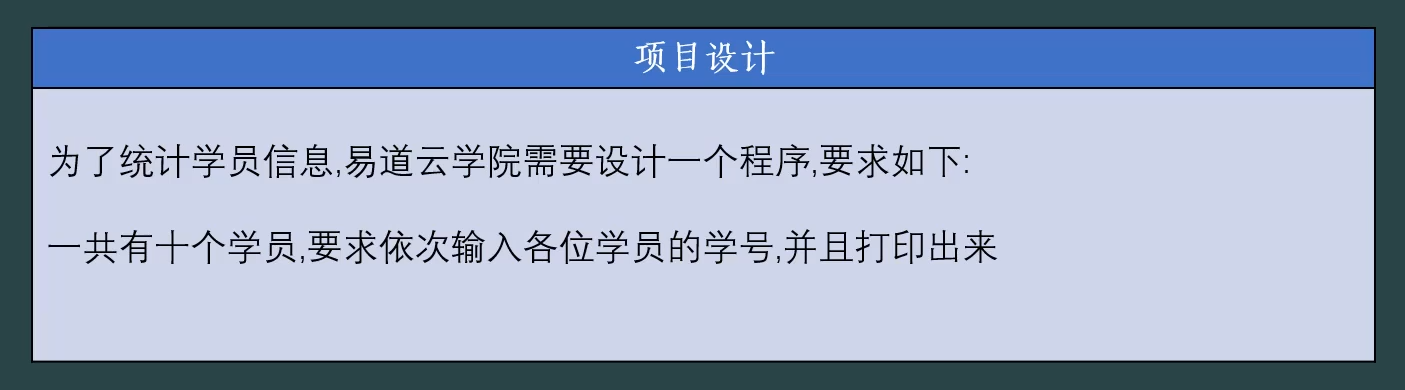 项目设计
为了统计学员信息,易道云学院需要设计一个程序,要求如下:
一共有十个学员,要求依次输入各位学员的学号,并且打印出来